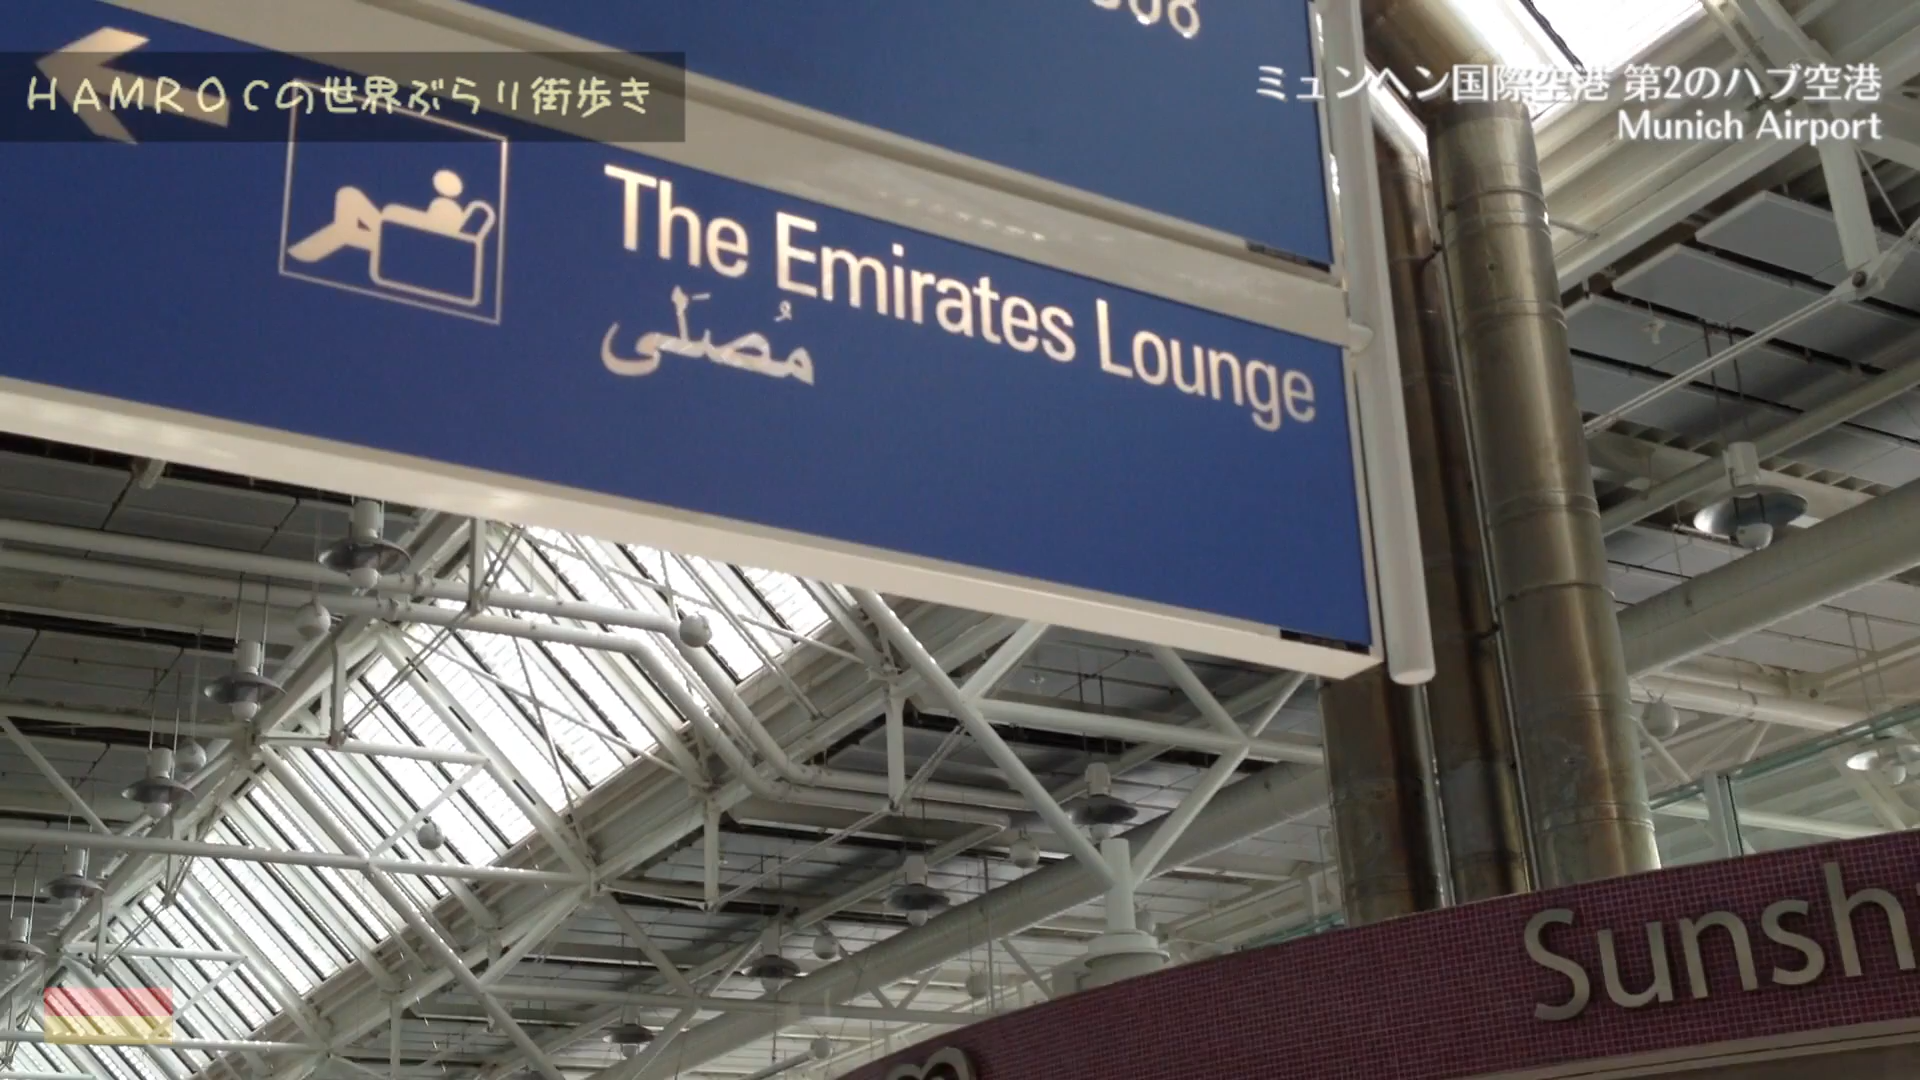 HAMROCの世界ぶらり街歩き
ミュンヘン国際空港 第2のハブ空港
Munich Airport
The Emirates Lounge
مُصَلًى